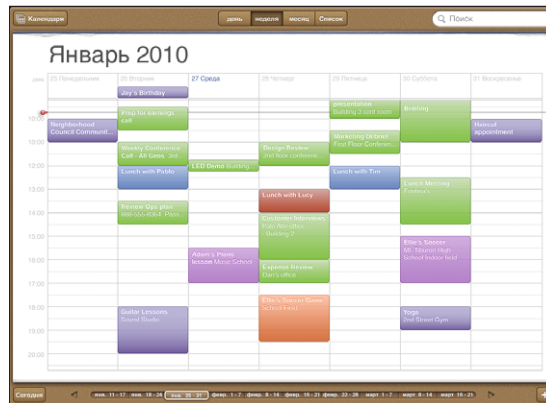 Календари
день неделя месяц Список
Поиск
Январь 2010
25 Понедельник 26 Вторник 27 Среда 28 Четверг 29 Пятница 30 Суббота 31 Воскресенье
Jay's Birthday
presentation
Building 2 conf room
Prep for earnings
call
10:00
Neighborhood
Council Communit...
Haircut
appointment
Marketing Debrief
First Floor Conferen...
11:00
Weekly Conference
Call - All Geos
Design Review
2nd floor conference...
12:00
LED Demo Building...
Lunch with Pablo
Lunch with Tim
Lunch Meeting
13:00
Lunch with Lucy
Review Ops plan
14:00
Customer Interviews
- Building 2
15:00
Ellie's Soccer
Mt. Tiburon High
School Indoor field
Adam's Piano
lesson Music School
16:00
Expense Review
Dan's office
17:00
Ellie's Soccer Game
School Field
18:00
Guitar Lessons
Sound Studio
Yoga
2nd Street Gym
19:00
20:00
Сегодня
янв. 11 - 17 янв. 18 - 24 янв. 25 - 31 февр. 1 - 7 февр. 8 - 14 февр. 15 - 21 февр. 22 - 28 март 1 - 7 март 8 - 14 март 15 - 21